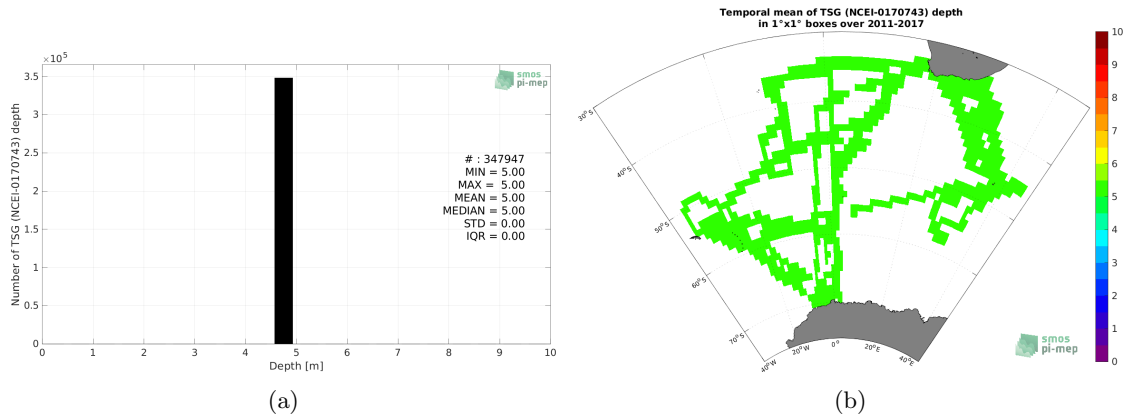 ×10⁵
3.5
3
2.5
2
1.5
1
0.5
0
Number of TSG (NCEI-0170743) depth
smos
pi-mep
# : 347947
MIN = 5.00
MAX = 5.00
MEAN = 5.00
MEDIAN = 5.00
STD = 0.00
IQR = 0.00
0 1 2 3 4 5 6 7 8 9 10
Depth [m]
(a)
Temporal mean of TSG (NCEI-0170743) depth
in 1°x1° boxes over 2011-2017
30°S
40°S
50°S
60°S
70°S
40°W
20°W
0°
20°E
40°E
10
9
8
7
6
5
4
3
2
1
0
smos
pi-mep
(b)